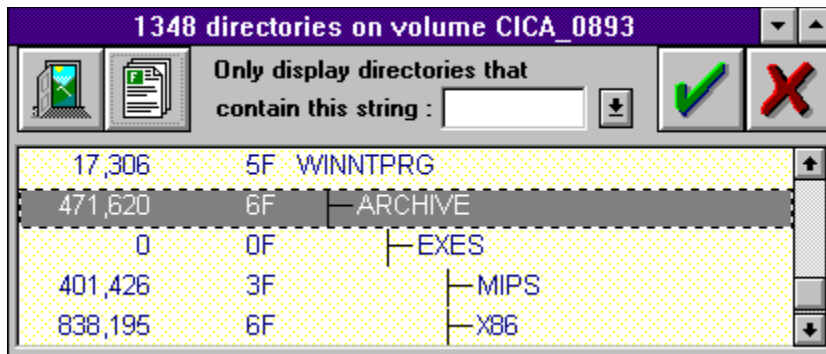 1348 directories on volume CICA_0893
Only display directories that
contain this string :
17,306 5F WINNTPRG
471,620 6F ARCHIVE
0 0F EXES
401,426 3F MIPS
838,195 6F X86